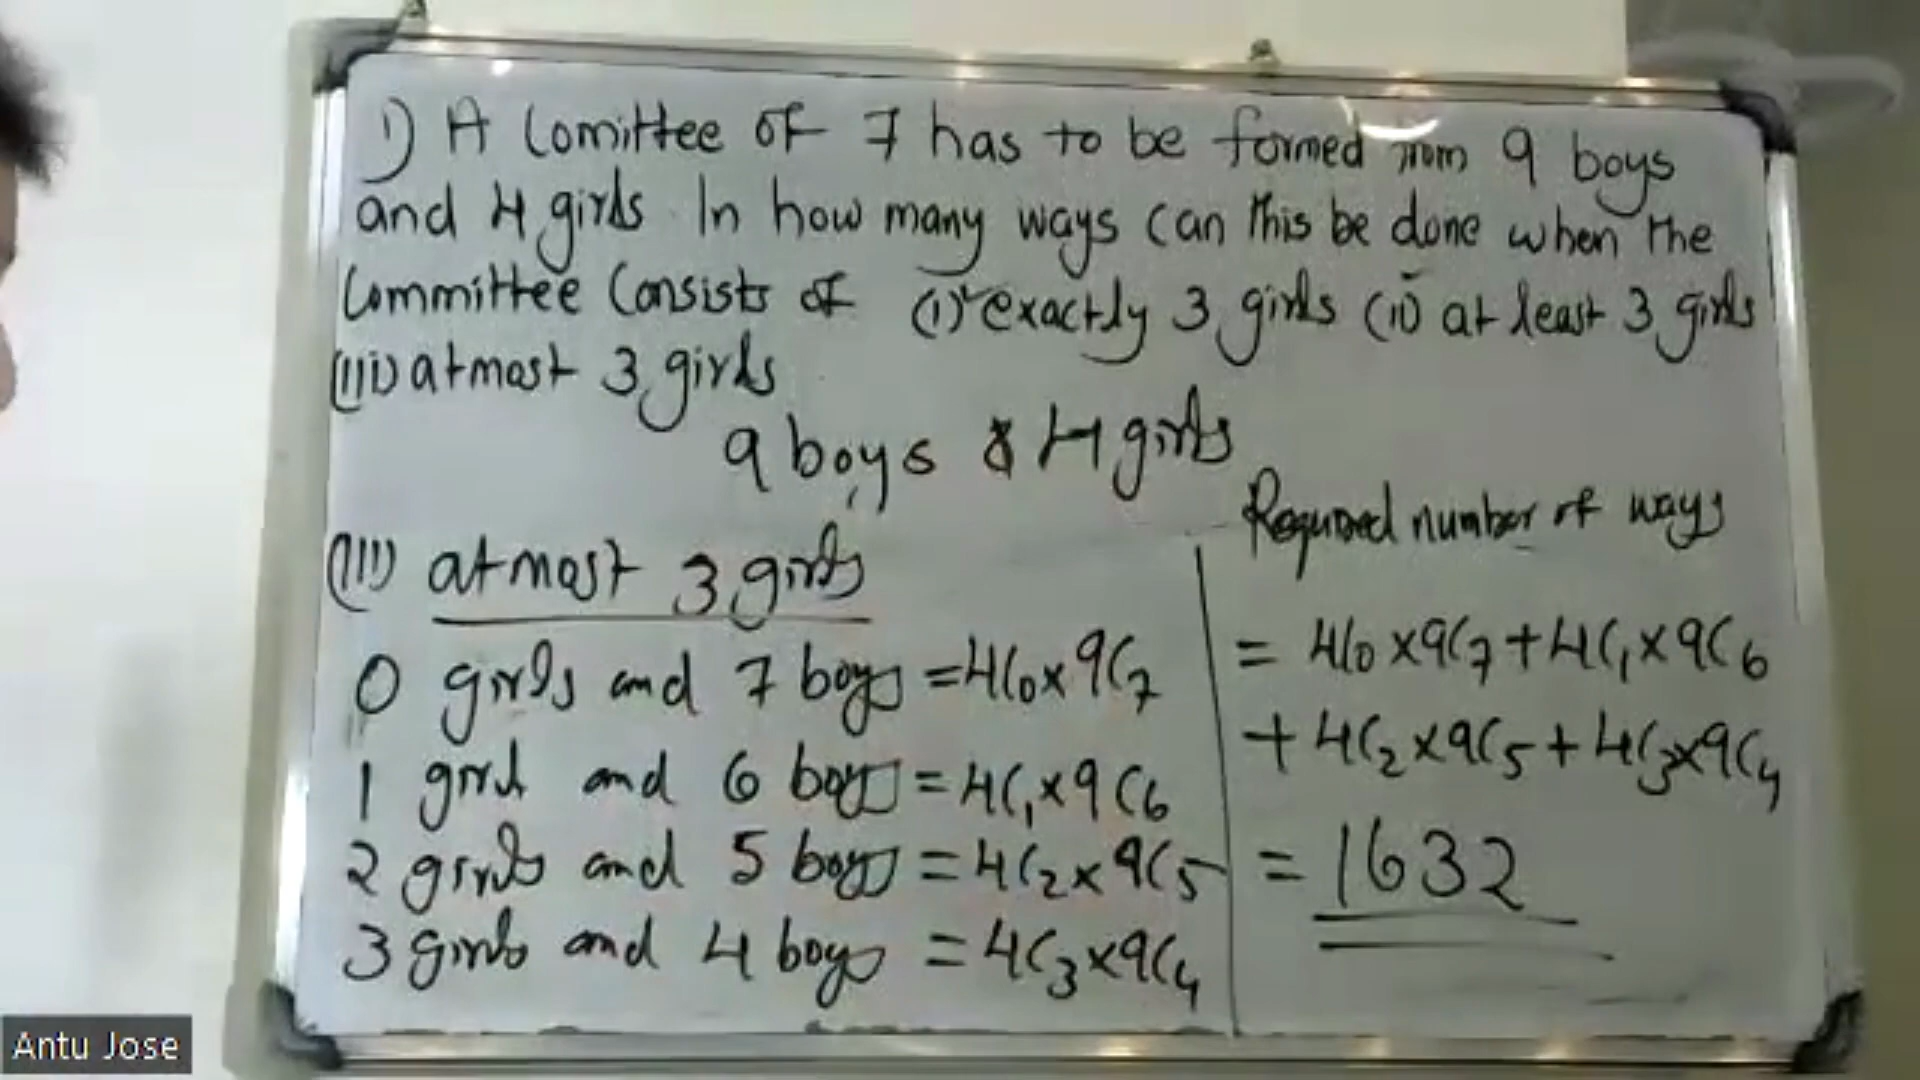 1) A Comittee of 7 has to be formed from 9 boys
and 4 girls. In how many ways can this be done when the
Committee Consists of (i) exactly 3 girls (ii) at least 3 girls
(iii) atmost 3 girls
9 boys & 4 girls
(III) atmost 3 girls
0 girls and 7 boys = 4C0 x 9C7
1 girl and 6 boys = 4C1 x 9C6
2 girls and 5 boys = 4C2 x 9C5
3 girls and 4 boys = 4C3 x 9C4
Required number of ways
= 4C0 x 9C7 + 4C1 x 9C6
+ 4C2 x 9C5 + 4C3 x 9C4
= 1632
Antu Jose